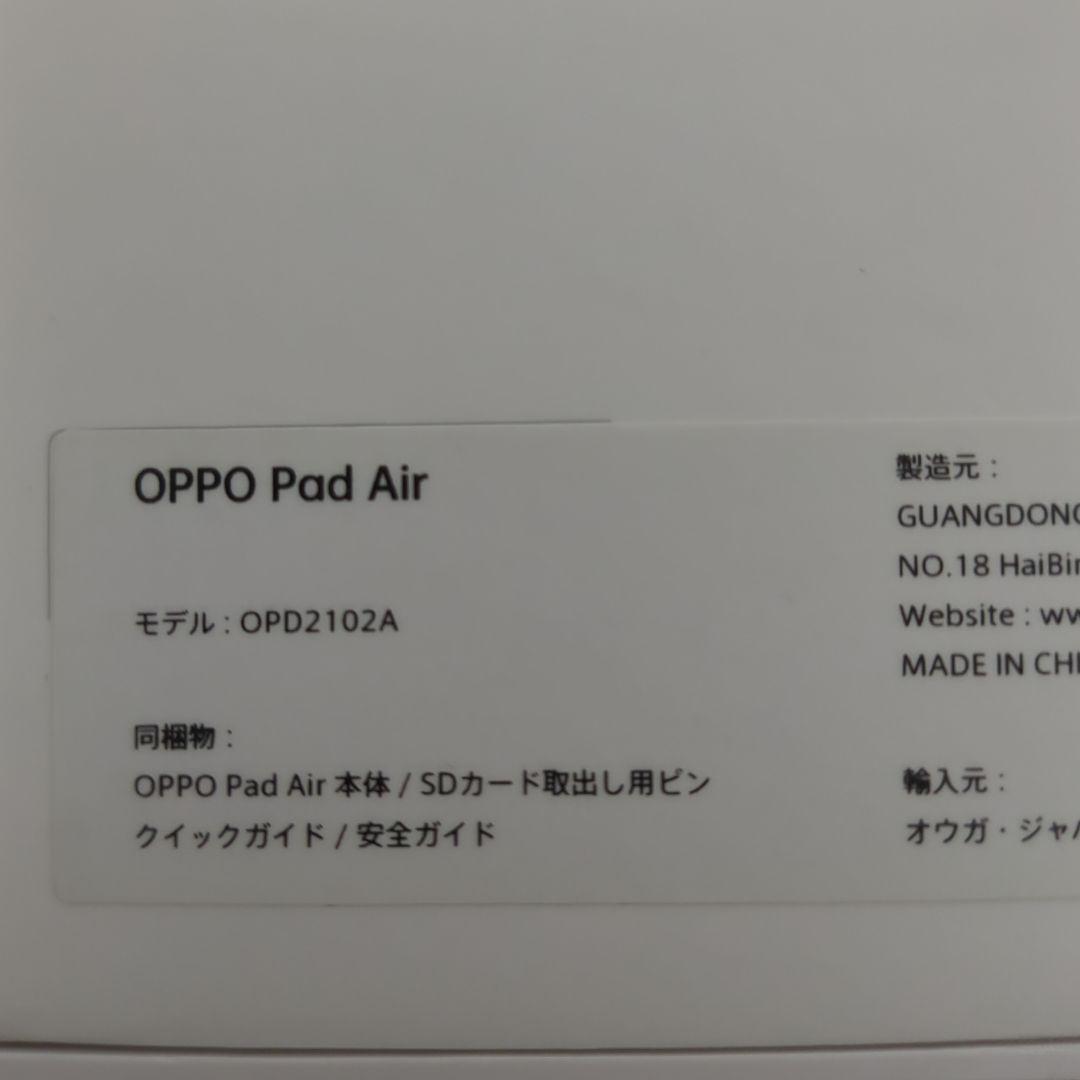 OPPO Pad Air
モデル : OPD2102A
同梱物 :
OPPO Pad Air 本体 / SDカード取出し用ピン
クイックガイド / 安全ガイド
製造元 :
GUANGDONG
NO.18 HaiBin
Website : ww
MADE IN CHI
輸入元 :
オウガ・ジャパ